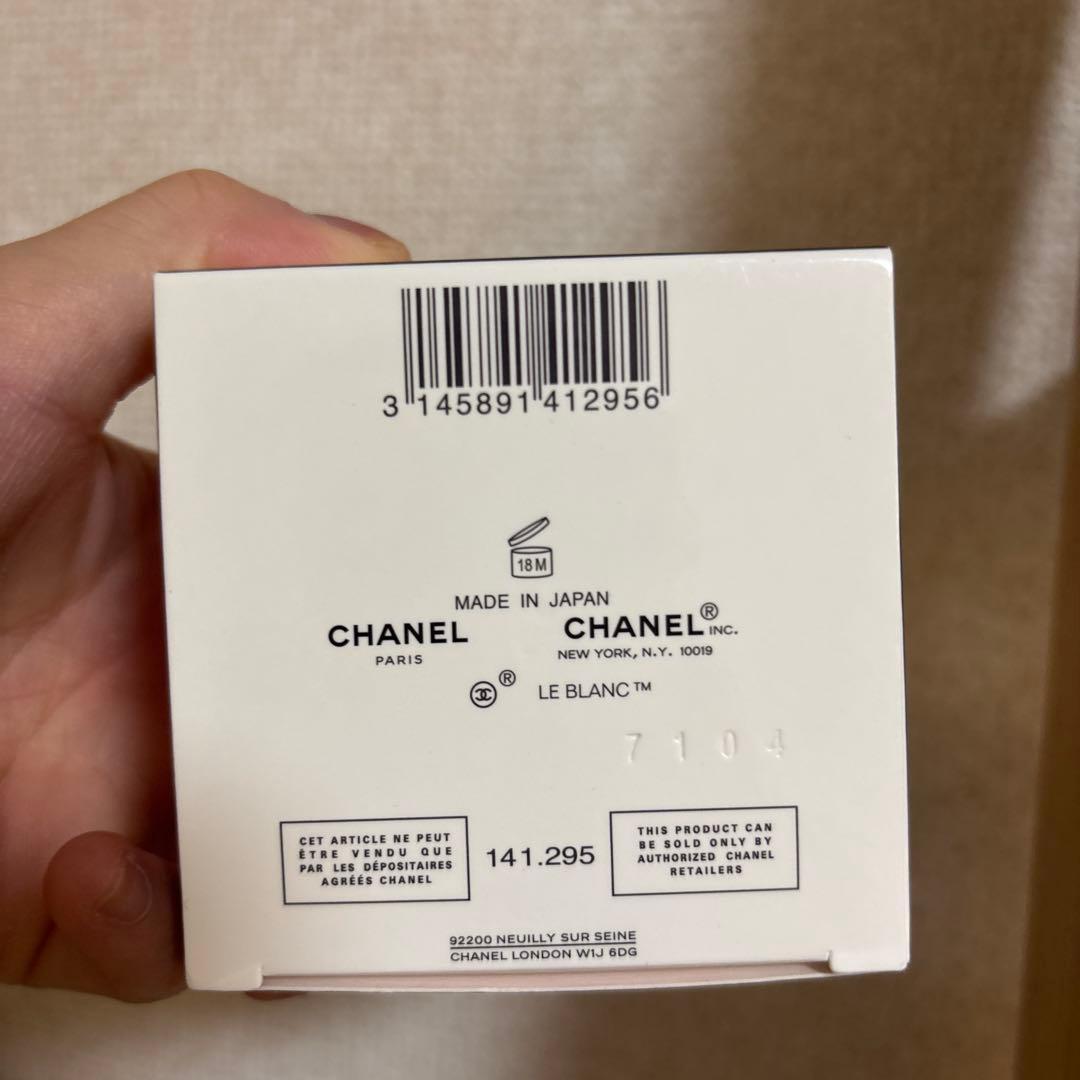 3 145891 412956
18M
MADE IN JAPAN
CHANEL
PARIS
CHANEL® INC.
NEW YORK, N.Y. 10019
® LE BLANC™
7104
CET ARTICLE NE PEUT
ÊTRE VENDU QUE
PAR LES DÉPOSITAIRES
AGRÉÉS CHANEL
141.295
THIS PRODUCT CAN
BE SOLD ONLY BY
AUTHORIZED CHANEL
RETAILERS
92200 NEUILLY SUR SEINE
CHANEL LONDON W1J 6DG